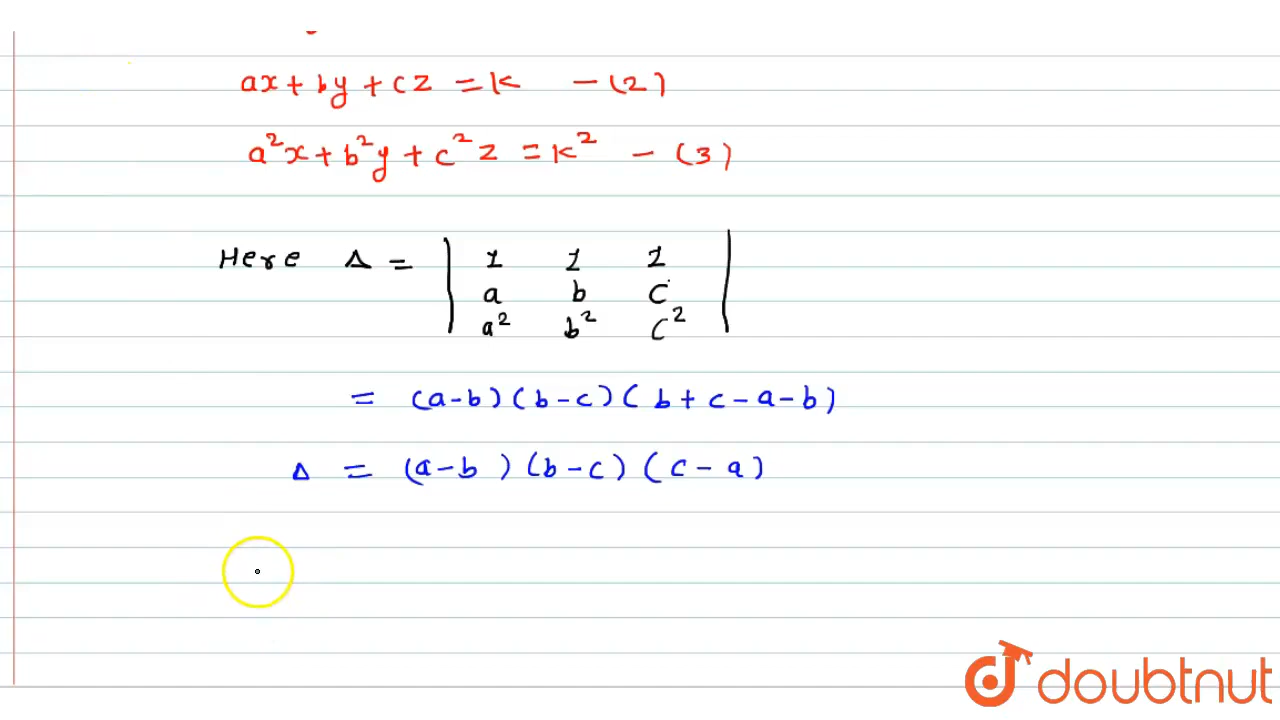 ax + by + cz = k - (2)
a²x + b²y + c²z = k² - (3)
Here Δ = | 1 1 1 |
a b c
a² b² c²
= (a-b) (b-c) ( b + c - a - b)
Δ = (a-b ) (b-c) ( c - a)
doubtnut